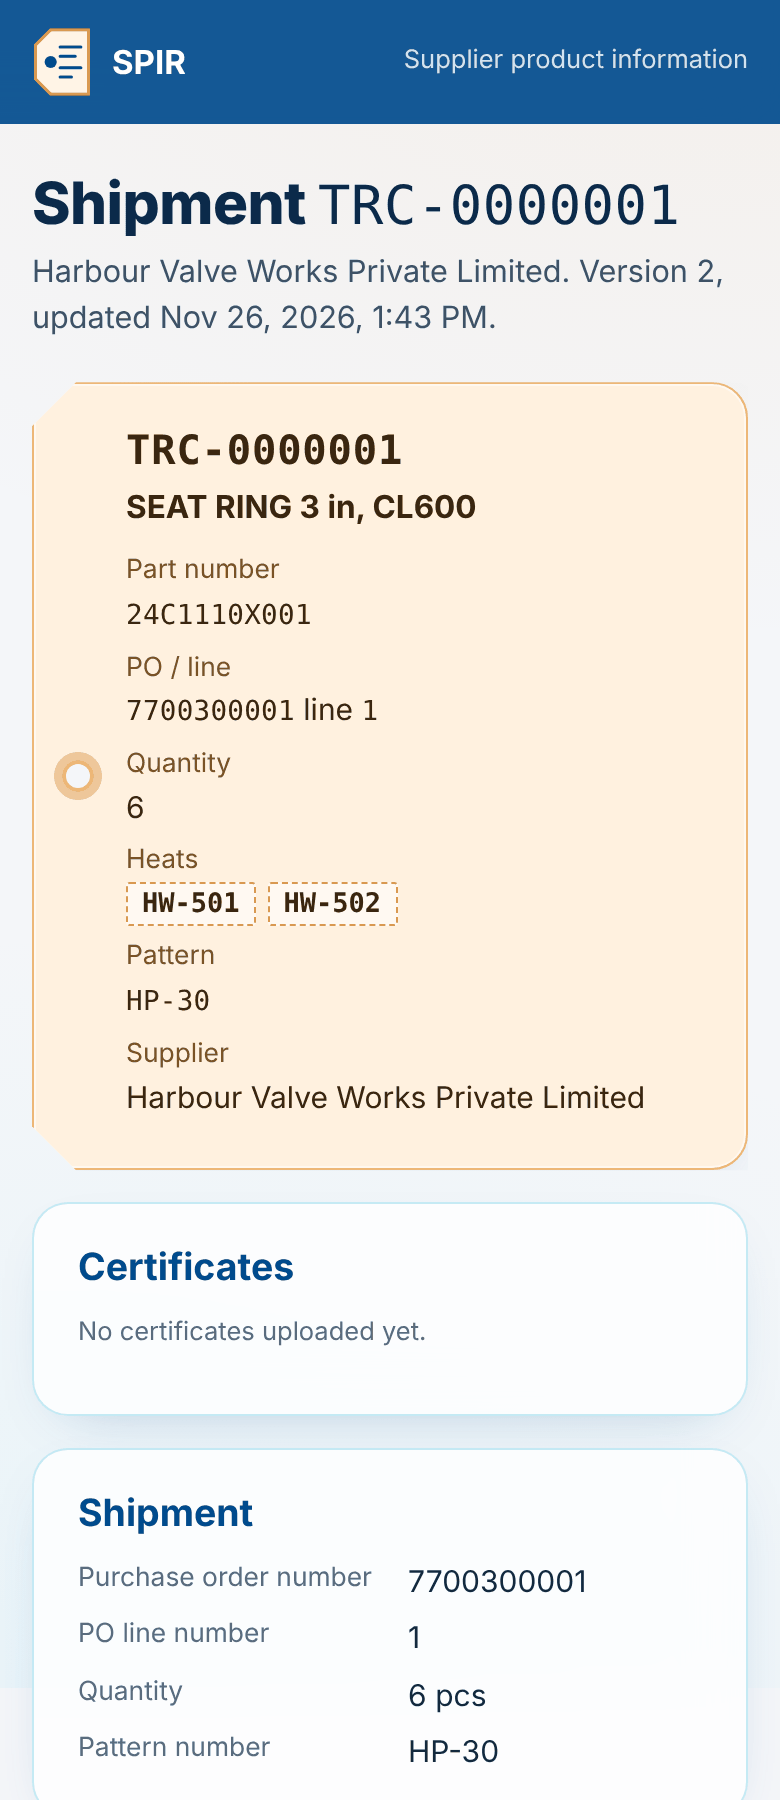 SPIR
Supplier product information
Shipment TRC-0000001
Harbour Valve Works Private Limited. Version 2,
updated Nov 26, 2026, 1:43 PM.
TRC-0000001
SEAT RING 3 in, CL600
Part number
24C1110X001
PO / line
7700300001 line 1
Quantity
6
Heats
HW-501 HW-502
Pattern
HP-30
Supplier
Harbour Valve Works Private Limited
Certificates
No certificates uploaded yet.
Shipment
Purchase order number 7700300001
PO line number 1
Quantity 6 pcs
Pattern number HP-30